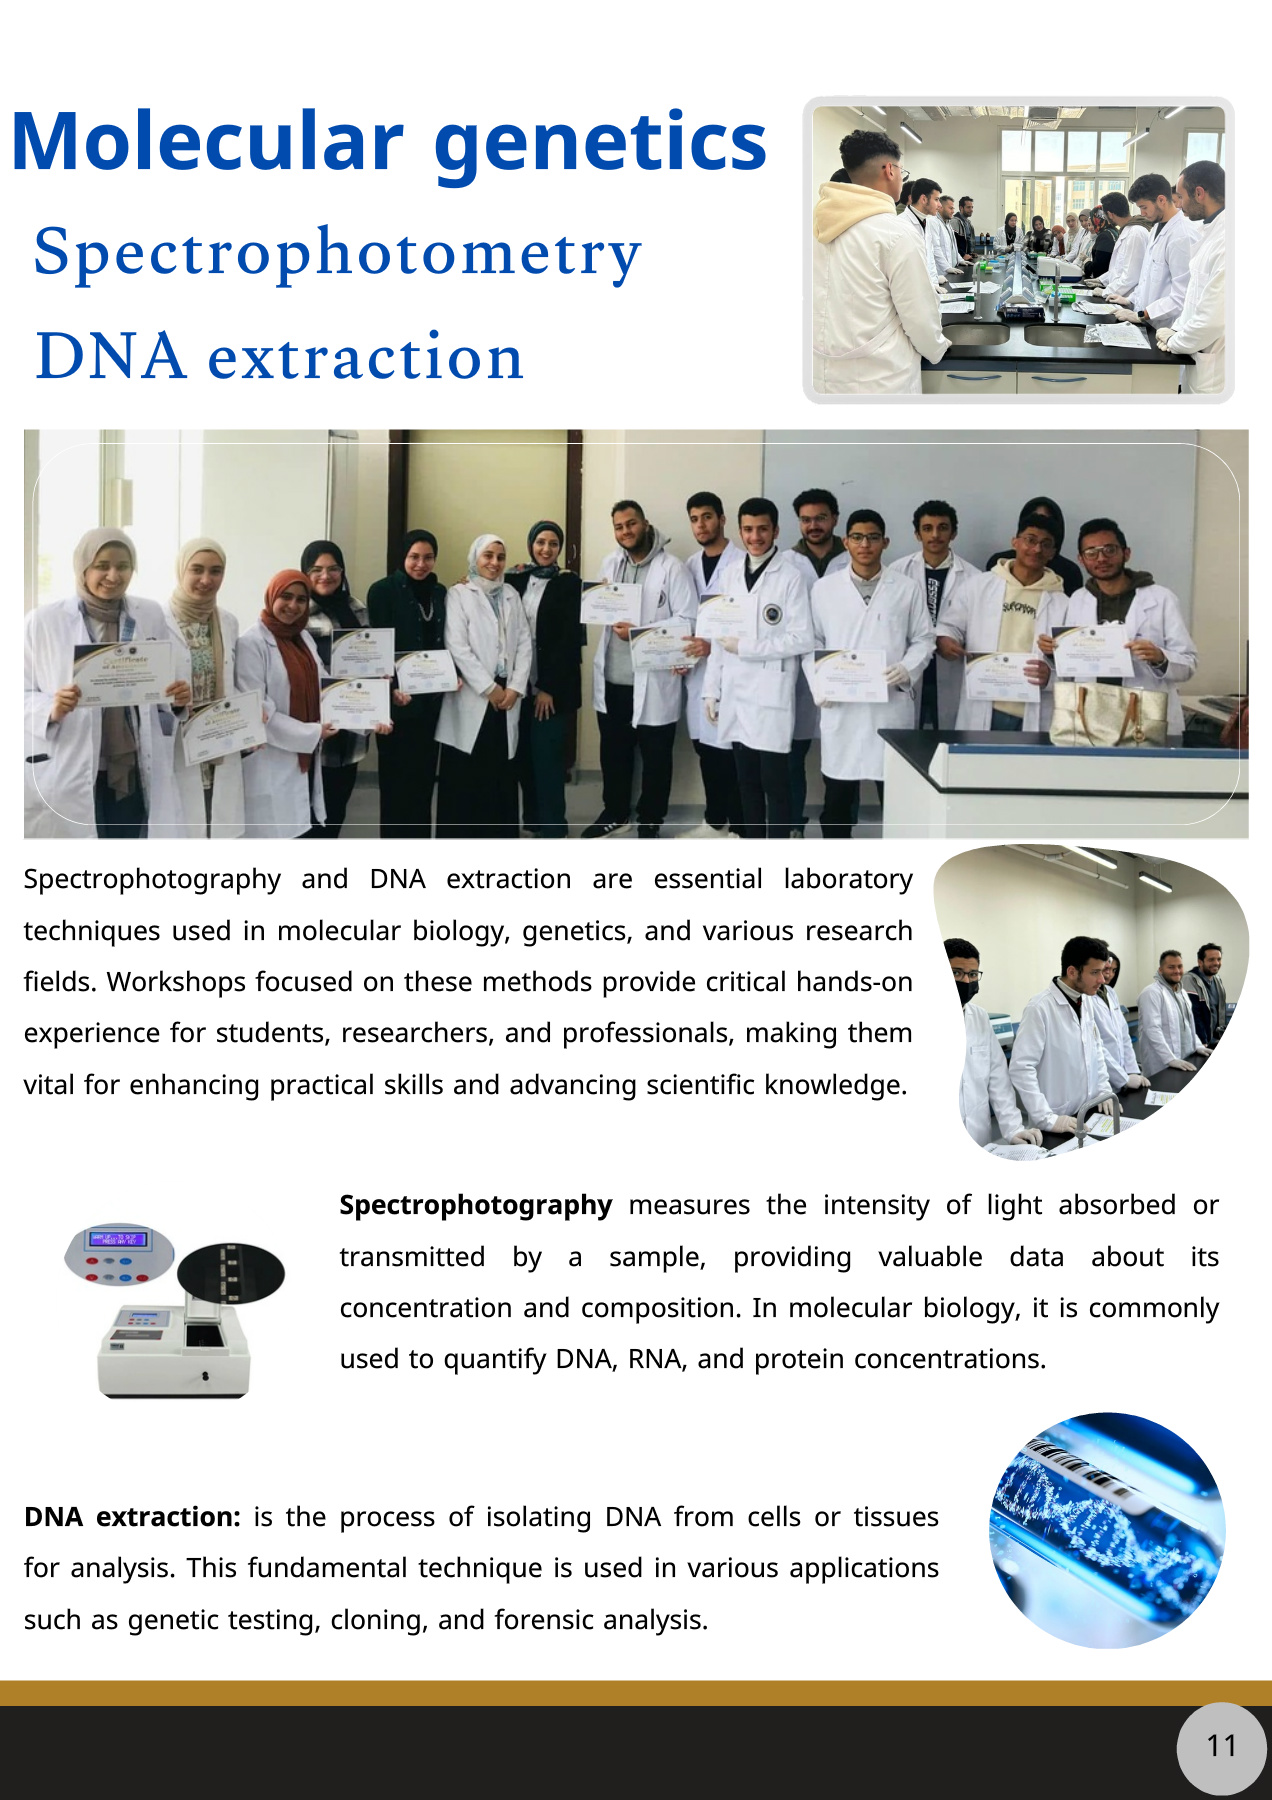 Molecular genetics
Spectrophotometry
DNA extraction
Certificate
Spectrophotography and DNA extraction are essential laboratory
techniques used in molecular biology, genetics, and various research
fields. Workshops focused on these methods provide critical hands-on
experience for students, researchers, and professionals, making them
vital for enhancing practical skills and advancing scientific knowledge.
Spectrophotography measures the intensity of light absorbed or
transmitted by a sample, providing valuable data about its
concentration and composition. In molecular biology, it is commonly
used to quantify DNA, RNA, and protein concentrations.
DNA extraction: is the process of isolating DNA from cells or tissues
for analysis. This fundamental technique is used in various applications
such as genetic testing, cloning, and forensic analysis.
11